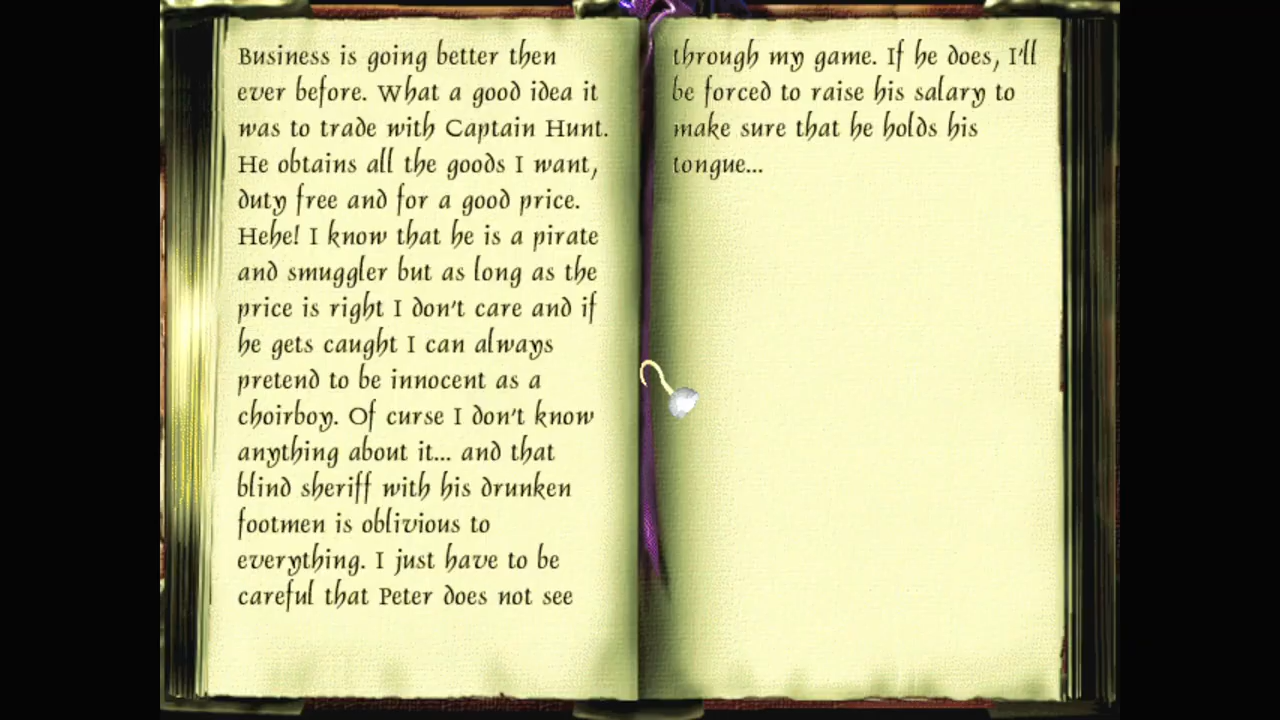 Business is going better then
ever before. What a good idea it
was to trade with Captain Hunt.
He obtains all the goods I want,
duty free and for a good price.
Hehe! I know that he is a pirate
and smuggler but as long as the
price is right I don't care and if
he gets caught I can always
pretend to be innocent as a
choirboy. Of curse I don't know
anything about it... and that
blind sheriff with his drunken
footmen is oblivious to
everything. I just have to be
careful that Peter does not see
through my game. If he does, I'll
be forced to raise his salary to
make sure that he holds his
tongue...